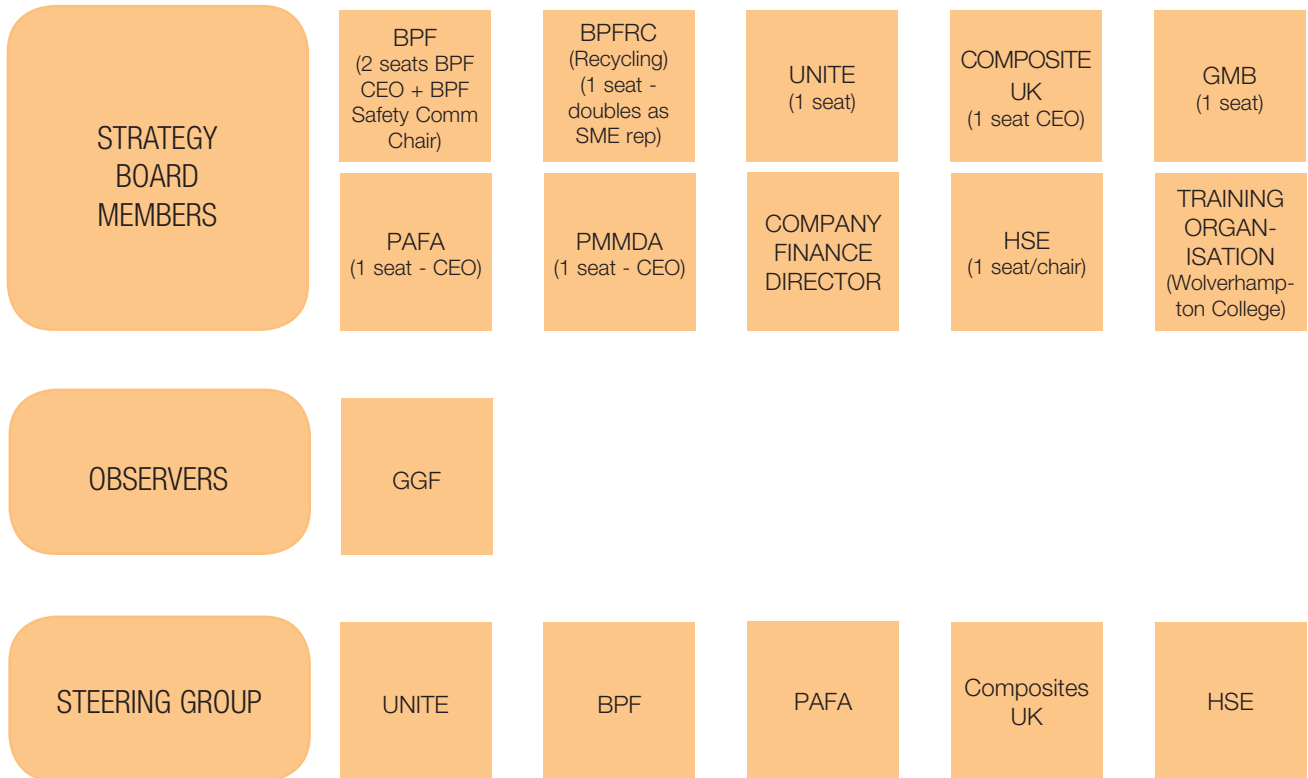 STRATEGY
BOARD
MEMBERS
BPF
(2 seats BPF
CEO + BPF
Safety Comm
Chair)
BPFRC
(Recycling)
(1 seat -
doubles as
SME rep)
UNITE
(1 seat)
COMPOSITE
UK
(1 seat CEO)
GMB
(1 seat)
PAFA
(1 seat - CEO)
PMMDA
(1 seat - CEO)
COMPANY
FINANCE
DIRECTOR
HSE
(1 seat/chair)
TRAINING
ORGAN-
ISATION
(Wolverhamp-
ton College)
OBSERVERS
GGF
STEERING GROUP
UNITE
BPF
PAFA
Composites
UK
HSE